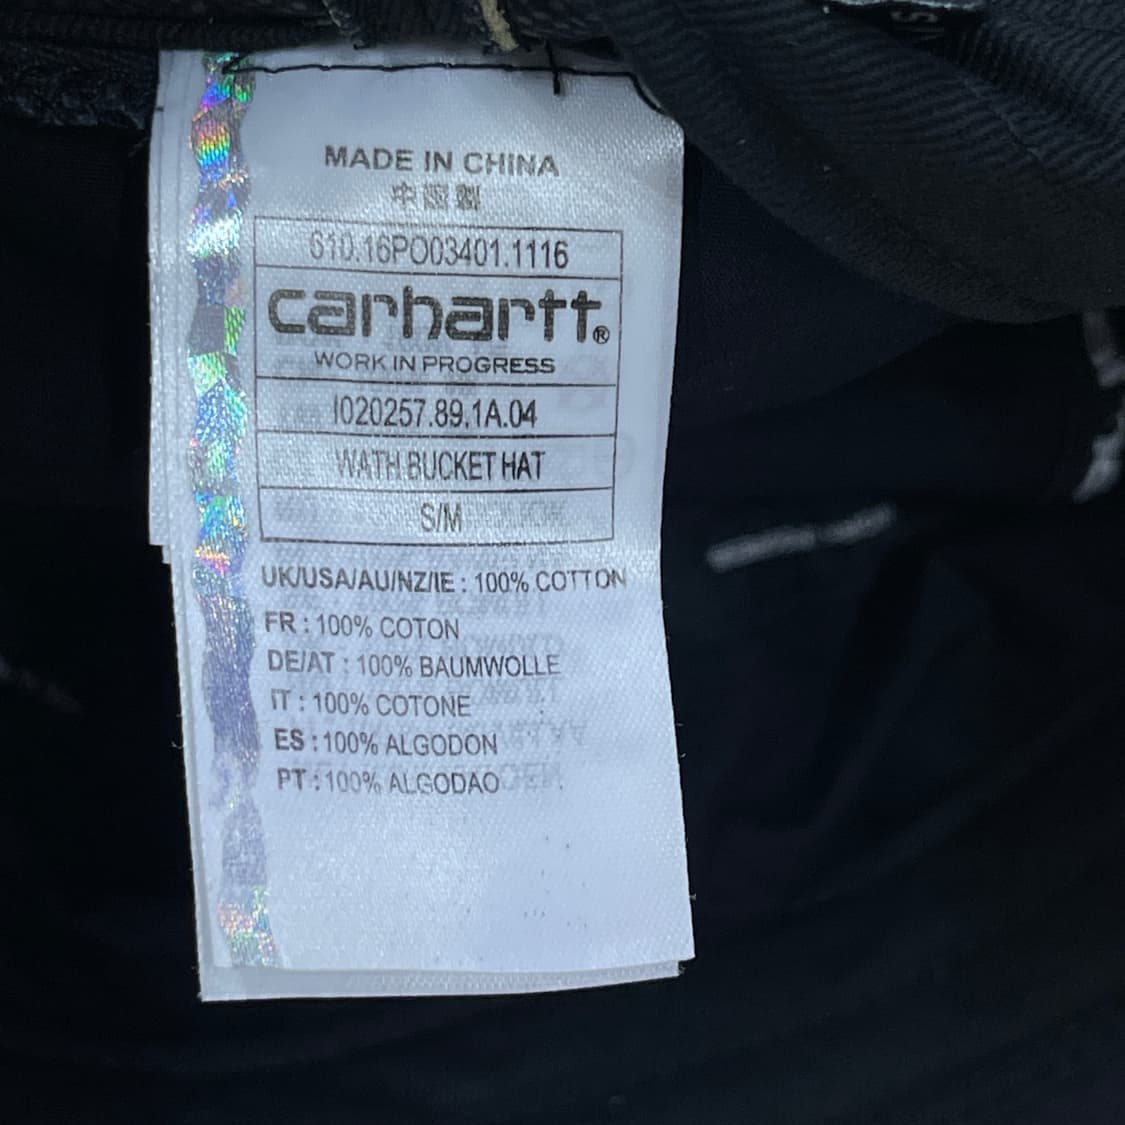 MADE IN CHINA
中国製
610.16PO03401.1116
carhartt®
WORK IN PROGRESS
I020257.89.1A.04
WATH BUCKET HAT
S/M
UK/USA/AU/NZ/IE : 100% COTTON
FR : 100% COTON
DE/AT : 100% BAUMWOLLE
IT : 100% COTONE
ES : 100% ALGODON
PT : 100% ALGODAO